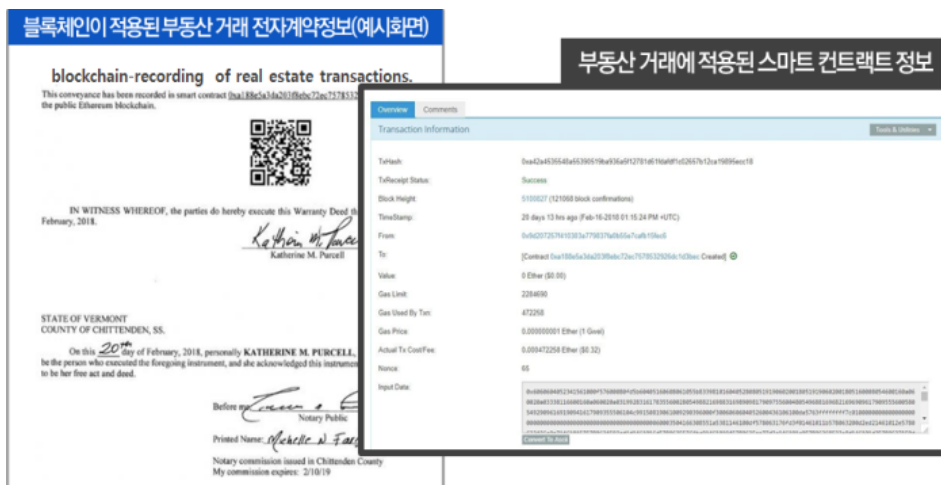 블록체인이 적용된 부동산 거래 전자계약정보(예시화면)
부동산 거래에 적용된 스마트 컨트랙트 정보
blockchain-recording of real estate transactions.
This conveyance has been recorded in smart contract
the public Ethereum blockchain.
IN WITNESS WHEREOF, the parties do hereby execute this Warranty Deed
February, 2018.
Katherine M. Purcell
STATE OF VERMONT
COUNTY OF CHITTENDEN, SS.
On this 20th day of February, 2018, personally KATHERINE M. PURCELL,
be the person who executed the foregoing instrument, and she acknowledged this instrument
to be her free act and deed.
Before me
Notary Public
Printed Name: Michelle N
Notary commission issued in Chittenden County
My commission expires: 2/10/19
Overview Comments
Transaction Information Tools & Utilities
TxHash:
TxReceipt Status: Success
Block Height: (121068 block confirmations)
TimeStamp: 20 days 13 hrs ago (Feb-16-2018 01:15:24 PM +UTC)
From:
To: [Contract Created]
Value: 0 Ether ($0.00)
Gas Limit: 2284690
Gas Used By Txn: 472258
Gas Price: 0.000000001 Ether (1 Gwei)
Actual Tx Cost/Fee: 0.000472258 Ether ($0.32)
Nonce: 65
Input Data:
Convert To Ascii